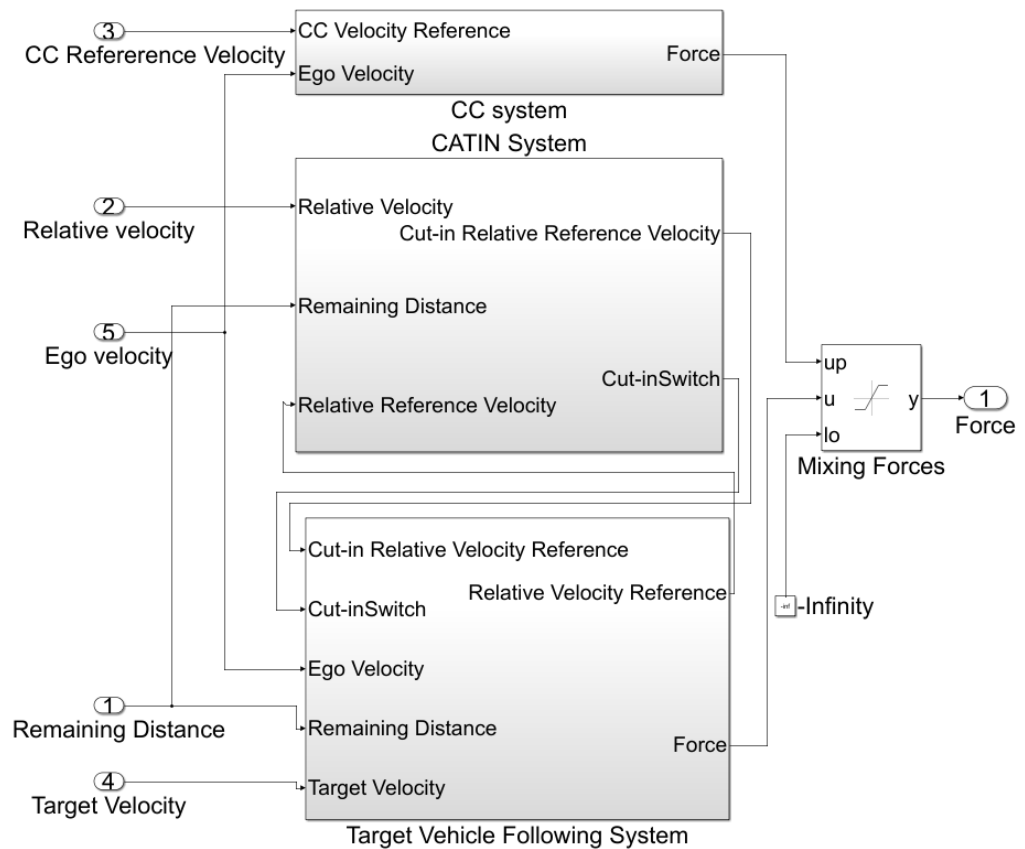 3
CC Refererence Velocity
CC Velocity Reference
Ego Velocity
Force
CC system
CATIN System
2
Relative velocity
Relative Velocity
Cut-in Relative Reference Velocity
Remaining Distance
5
Ego velocity
Cut-inSwitch
Relative Reference Velocity
up
u
lo
y
Mixing Forces
1
Force
Cut-in Relative Velocity Reference
Relative Velocity Reference
Cut-inSwitch
-inf
-Infinity
Ego Velocity
1
Remaining Distance
Remaining Distance
Force
4
Target Velocity
Target Velocity
Target Vehicle Following System